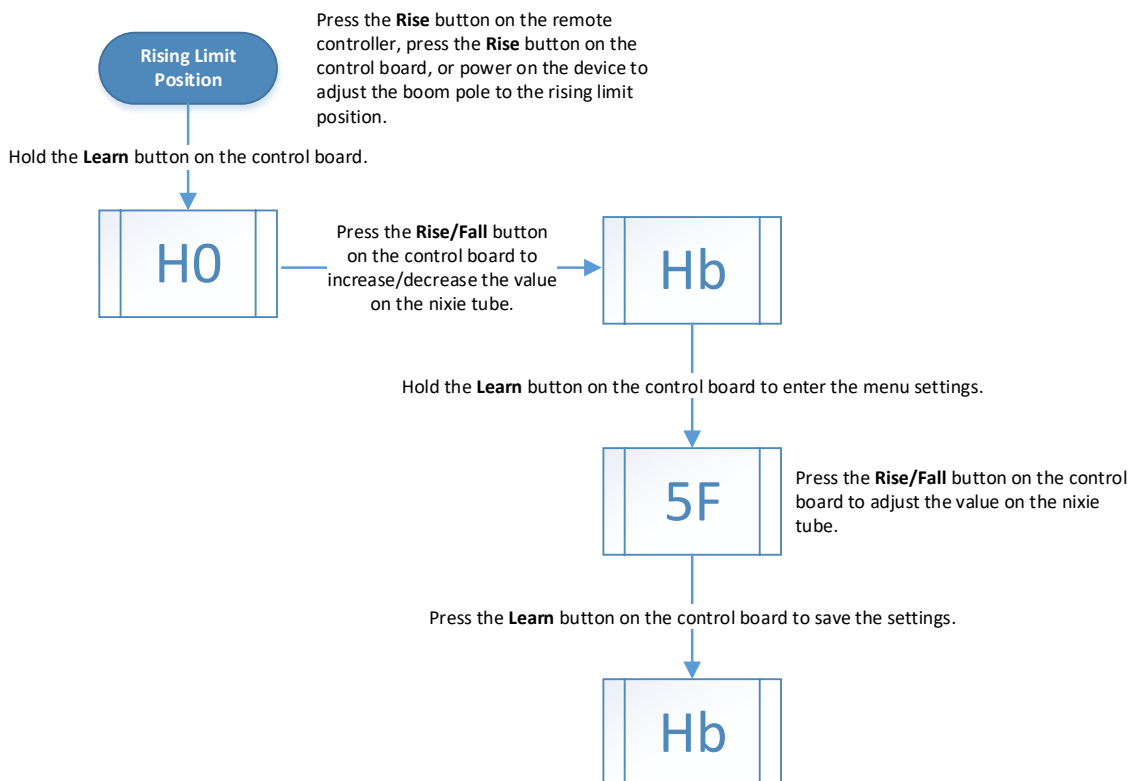 Rising Limit
Position
Press the Rise button on the remote
controller, press the Rise button on the
control board, or power on the device to
adjust the boom pole to the rising limit
position.
Hold the Learn button on the control board.
H0
Press the Rise/Fall button
on the control board to
increase/decrease the value
on the nixie tube.
Hb
Hold the Learn button on the control board to enter the menu settings.
5F
Press the Rise/Fall button on the control
board to adjust the value on the nixie
tube.
Press the Learn button on the control board to save the settings.
Hb